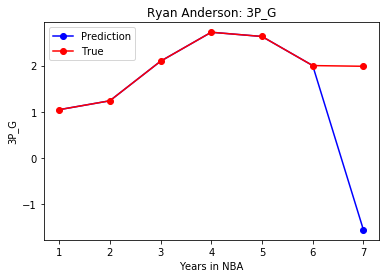 Ryan Anderson: 3P_G
Prediction
True
2
1
0
−1
3P_G
1
2
3
4
5
6
7
Years in NBA